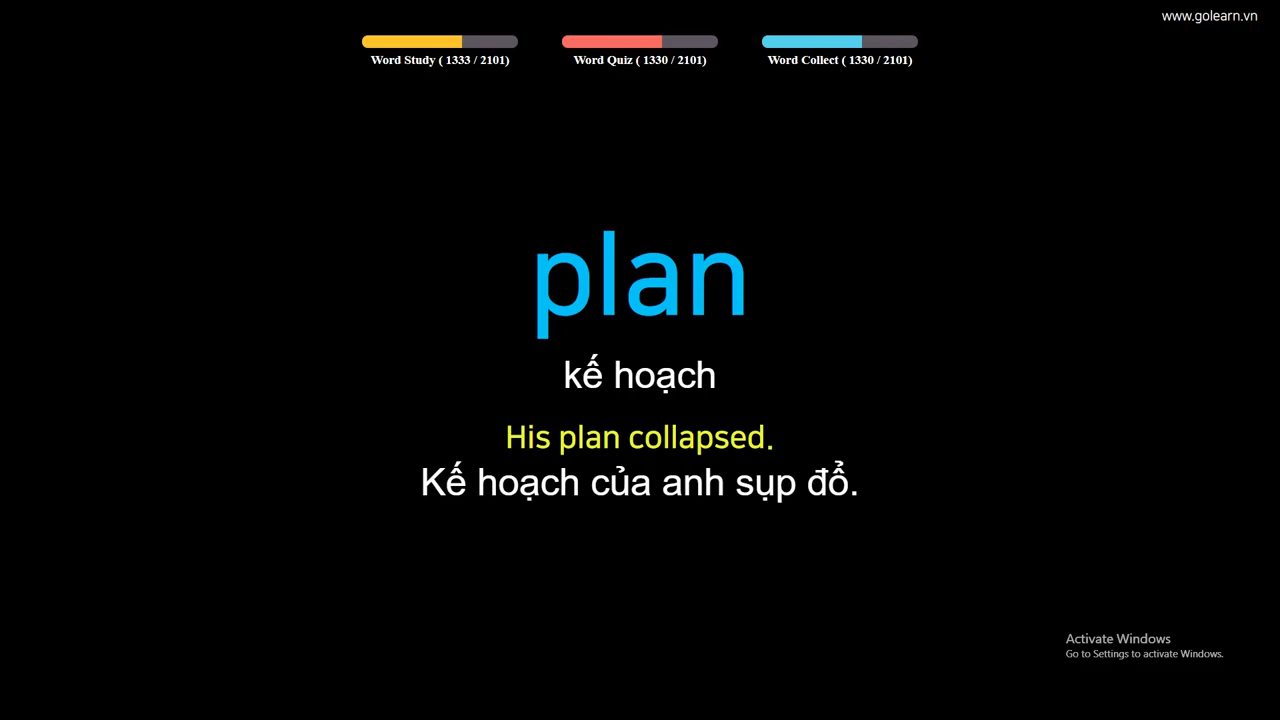 www.golearn.vn
Word Study ( 1333 / 2101)
Word Quiz ( 1330 / 2101)
Word Collect ( 1330 / 2101)
plan
kế hoạch
His plan collapsed.
Kế hoạch của anh sụp đổ.
Activate Windows
Go to Settings to activate Windows.